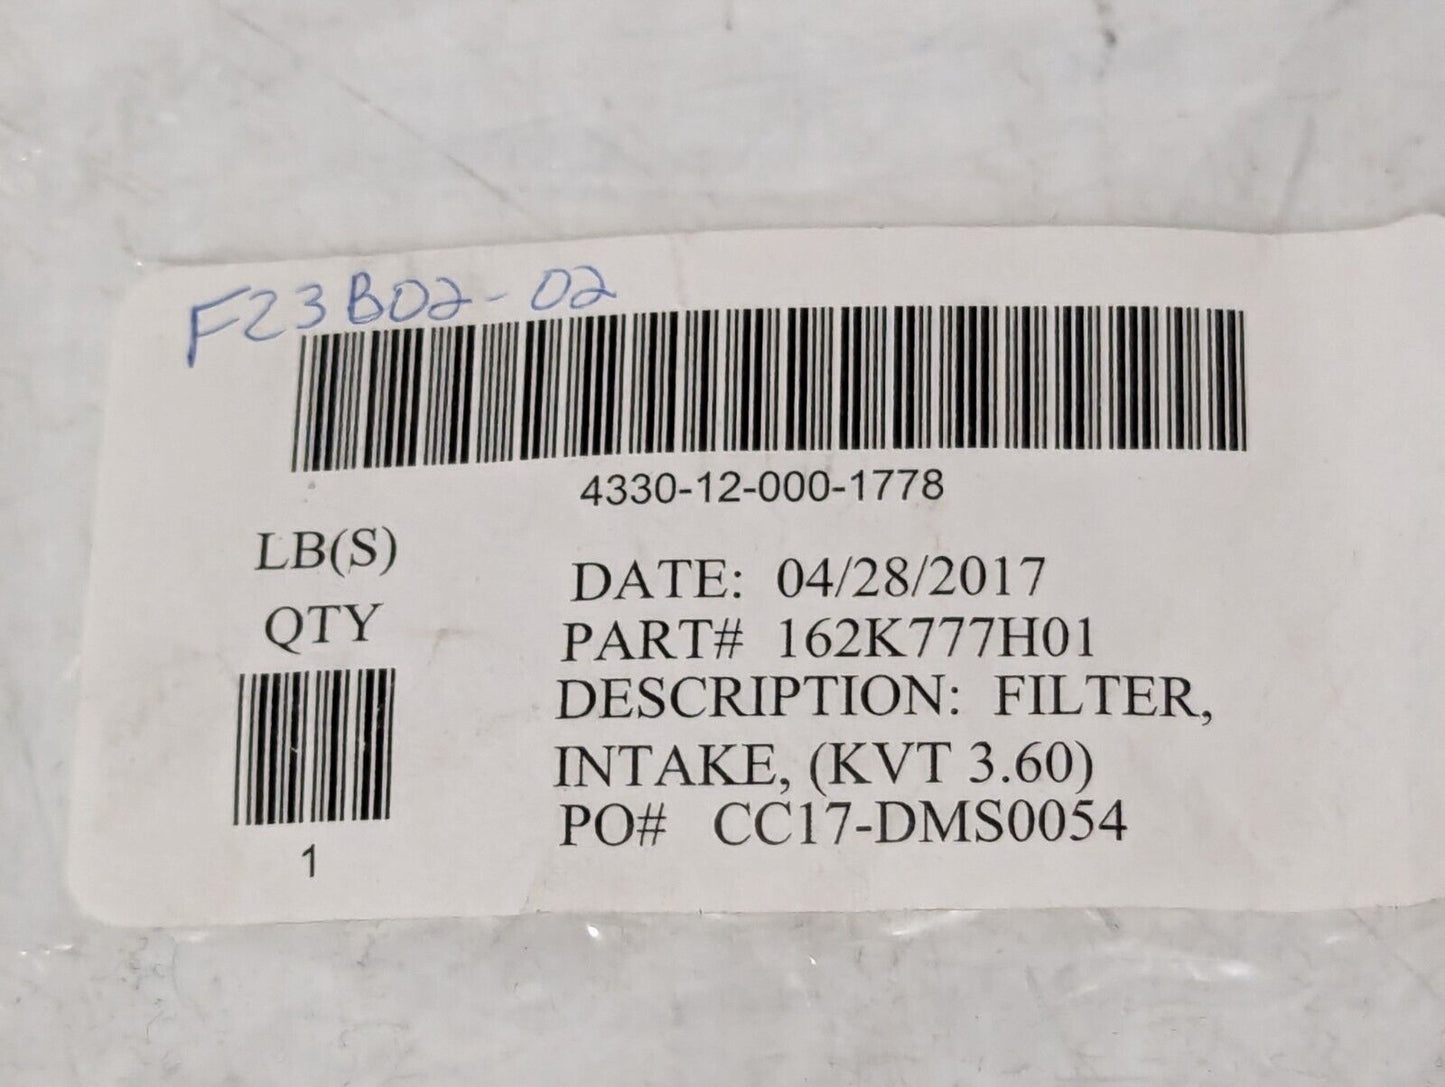 F23B02-02
4330-12-000-1778
LB(S)
QTY
1
DATE: 04/28/2017
PART# 162K777H01
DESCRIPTION: FILTER,
INTAKE, (KVT 3.60)
PO# CC17-DMS0054